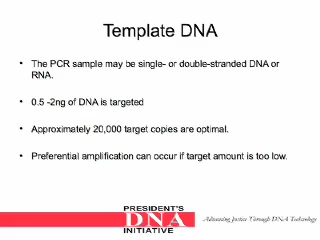 Template DNA
• The PCR sample may be single- or double-stranded DNA or
RNA.
• 0.5 -2ng of DNA is targeted
• Approximately 20,000 target copies are optimal.
• Preferential amplification can occur if target amount is too low.
PRESIDENT'S
DNA
INITIATIVE
Advancing Justice Through DNA Technology